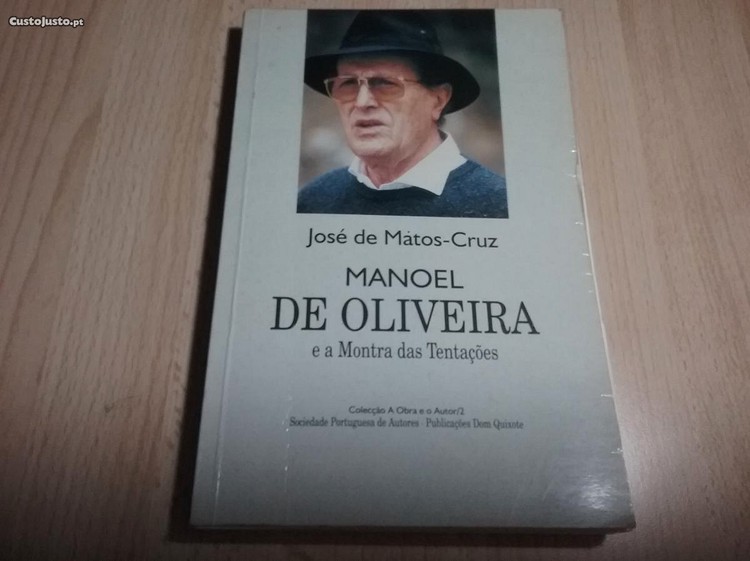 CustoJusto.pt
José de Matos-Cruz
MANOEL
DE OLIVEIRA
e a Montra das Tentações
Colecção A Obra e o Autor/2
Sociedade Portuguesa de Autores · Publicações Dom Quixote